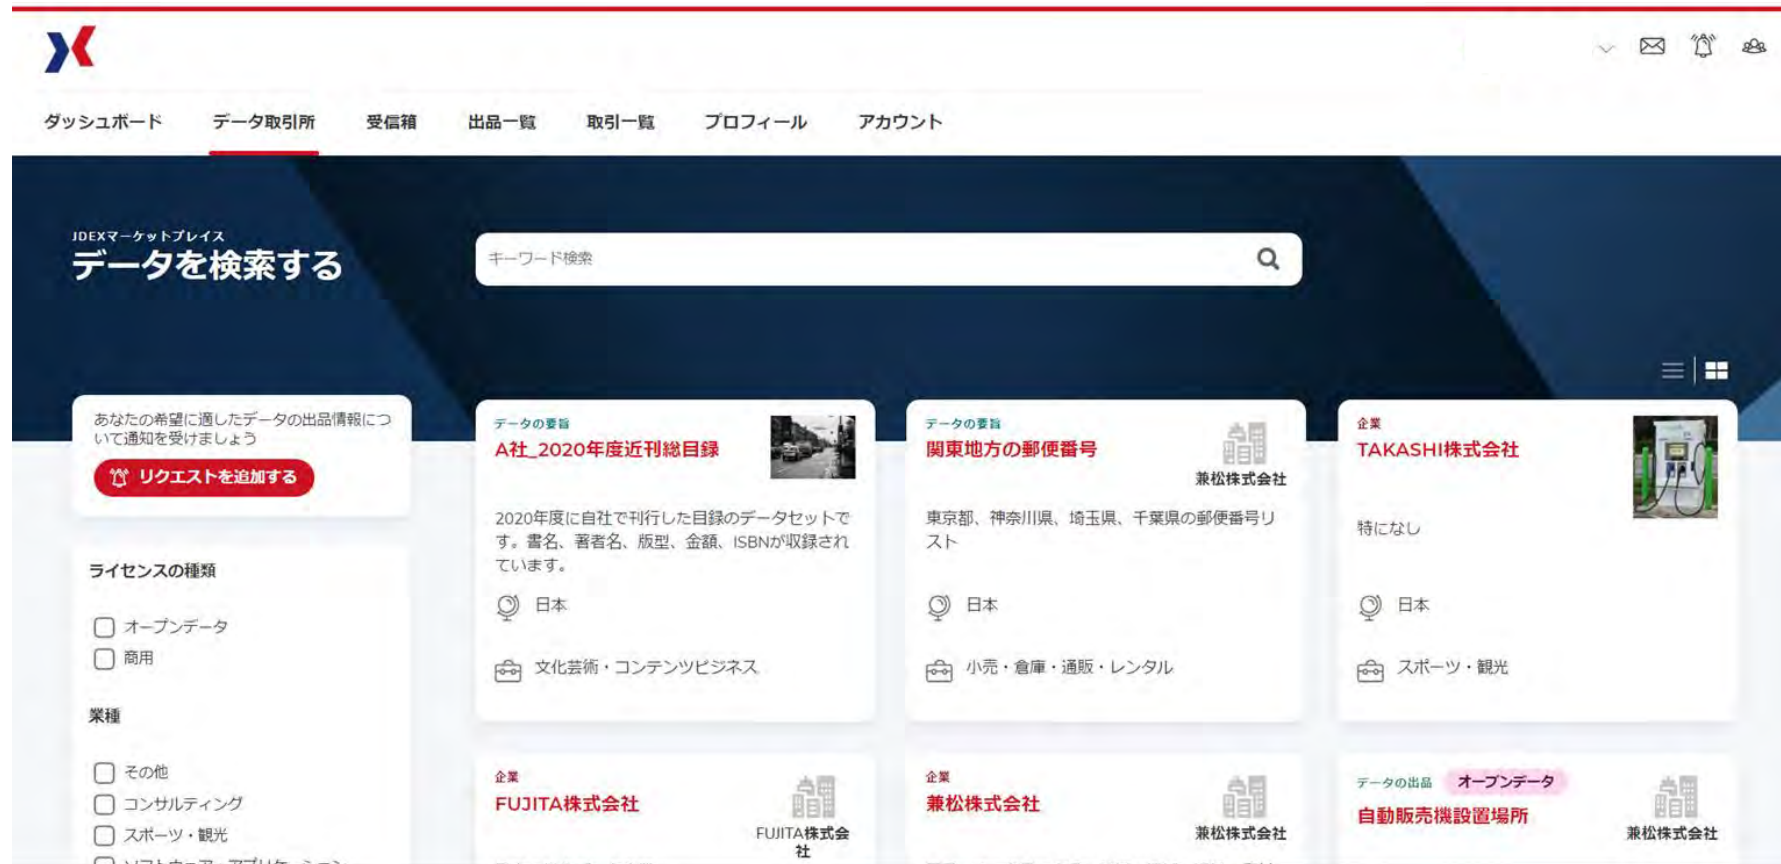 ダッシュボード
データ取引所
受信箱
出品一覧
取引一覧
プロフィール
アカウント
JDEXマーケットプレイス
データを検索する
キーワード検索
あなたの希望に適したデータの出品情報につ
いて通知を受けましょう
リクエストを追加する
ライセンスの種類
オープンデータ
商用
業種
その他
コンサルティング
スポーツ・観光
データの要旨
A社_2020年度近刊総目録
2020年度に自社で刊行した目録のデータセットで
す。書名、著者名、版型、金額、ISBNが収録され
ています。
日本
文化芸術・コンテンツビジネス
データの要旨
関東地方の郵便番号
兼松株式会社
東京都、神奈川県、埼玉県、千葉県の郵便番号リ
スト
日本
小売・倉庫・通販・レンタル
企業
TAKASHI株式会社
特になし
日本
スポーツ・観光
企業
FUJITA株式会社
FUJITA株式会
社
企業
兼松株式会社
兼松株式会社
データの出品
オープンデータ
自動販売機設置場所
兼松株式会社